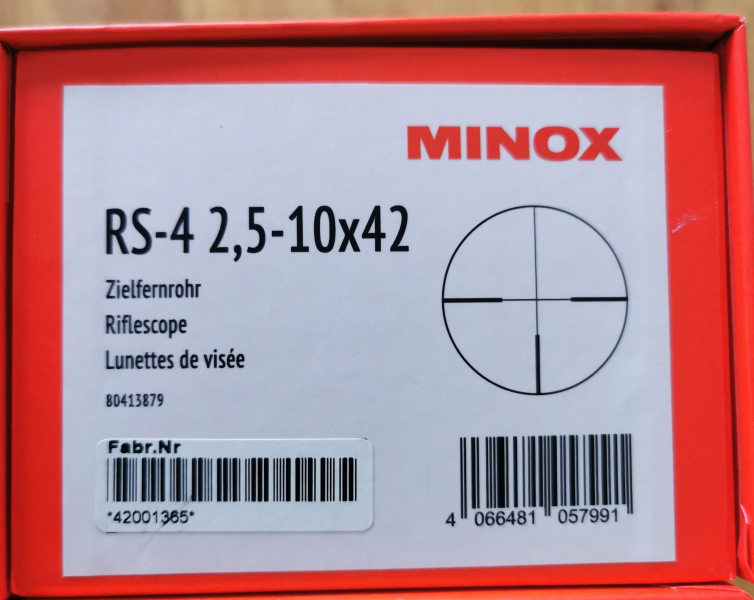 MINOX
RS-4 2,5-10x42
Zielfernrohr
Riflescope
Lunettes de visée
80413879
Fabr.Nr
*42001365*
4 066481 057991